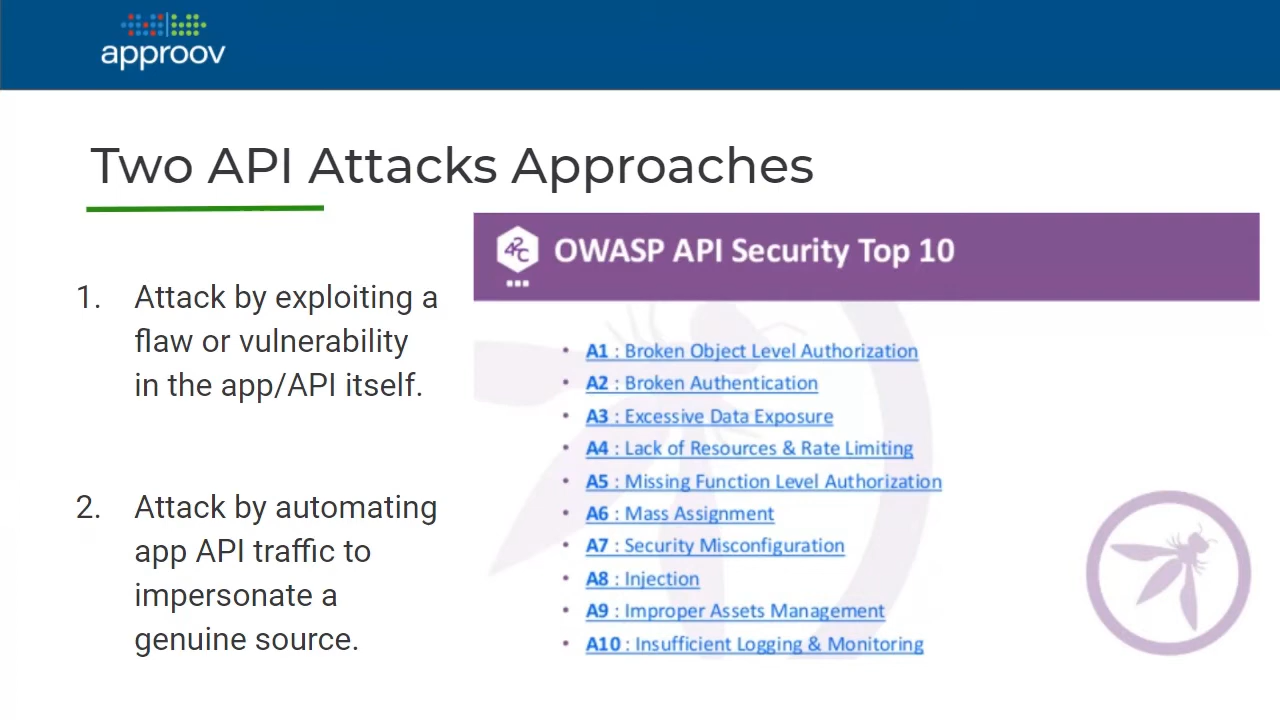 approov
Two API Attacks Approaches
1. Attack by exploiting a
flaw or vulnerability
in the app/API itself.
2. Attack by automating
app API traffic to
impersonate a
genuine source.
42C
OWASP API Security Top 10
• A1 : Broken Object Level Authorization
• A2 : Broken Authentication
• A3 : Excessive Data Exposure
• A4 : Lack of Resources & Rate Limiting
• A5 : Missing Function Level Authorization
• A6 : Mass Assignment
• A7 : Security Misconfiguration
• A8 : Injection
• A9 : Improper Assets Management
• A10 : Insufficient Logging & Monitoring